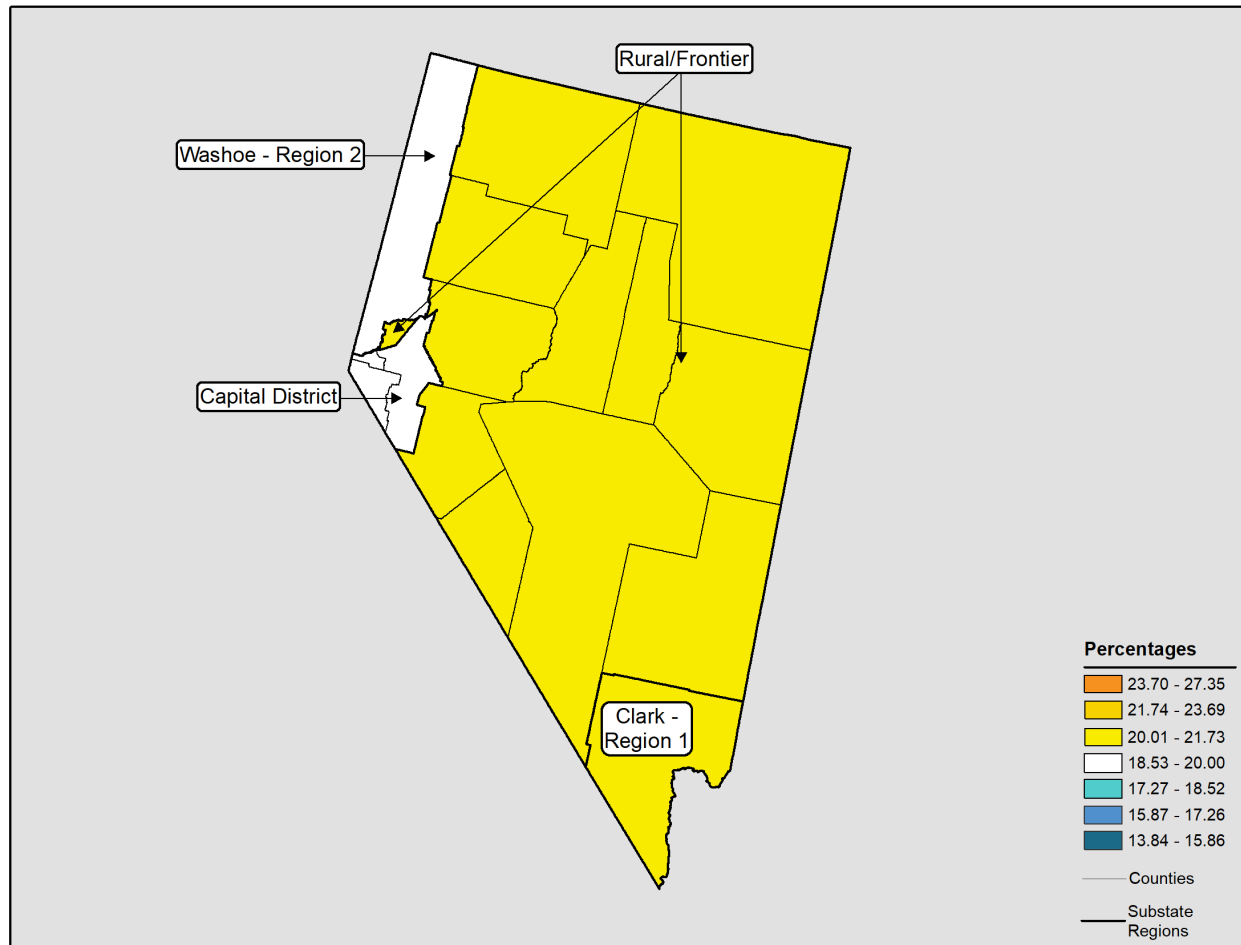 Rural/Frontier
Washoe - Region 2
Capital District
Clark -
Region 1
Percentages
23.70 - 27.35
21.74 - 23.69
20.01 - 21.73
18.53 - 20.00
17.27 - 18.52
15.87 - 17.26
13.84 - 15.86
Counties
Substate
Regions